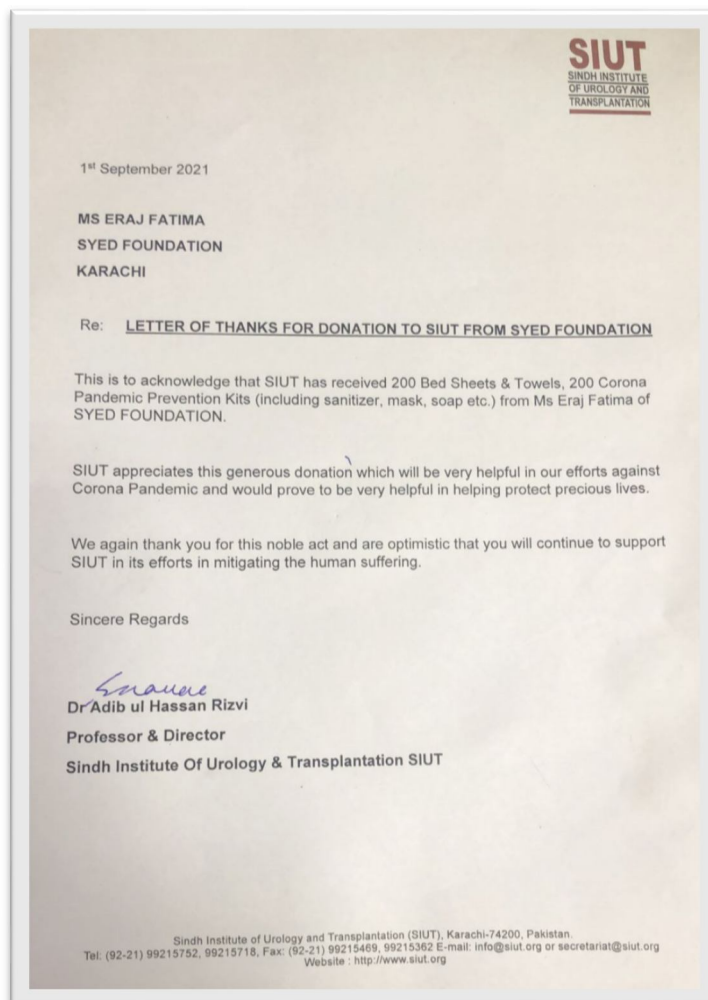 SIUT
SINDH INSTITUTE
OF UROLOGY AND
TRANSPLANTATION
1st September 2021
MS ERAJ FATIMA
SYED FOUNDATION
KARACHI
Re: LETTER OF THANKS FOR DONATION TO SIUT FROM SYED FOUNDATION
This is to acknowledge that SIUT has received 200 Bed Sheets & Towels, 200 Corona
Pandemic Prevention Kits (including sanitizer, mask, soap etc.) from Ms Eraj Fatima of
SYED FOUNDATION.
SIUT appreciates this generous donation which will be very helpful in our efforts against
Corona Pandemic and would prove to be very helpful in helping protect precious lives.
We again thank you for this noble act and are optimistic that you will continue to support
SIUT in its efforts in mitigating the human suffering.
Sincere Regards
Dr Adib ul Hassan Rizvi
Professor & Director
Sindh Institute Of Urology & Transplantation SIUT
Sindh Institute of Urology and Transplantation (SIUT), Karachi-74200, Pakistan.
Tel: (92-21) 99215752, 99215718, Fax: (92-21) 99215469, 99215362 E-mail: info@siut.org or secretariat@siut.org
Website : http://www.siut.org